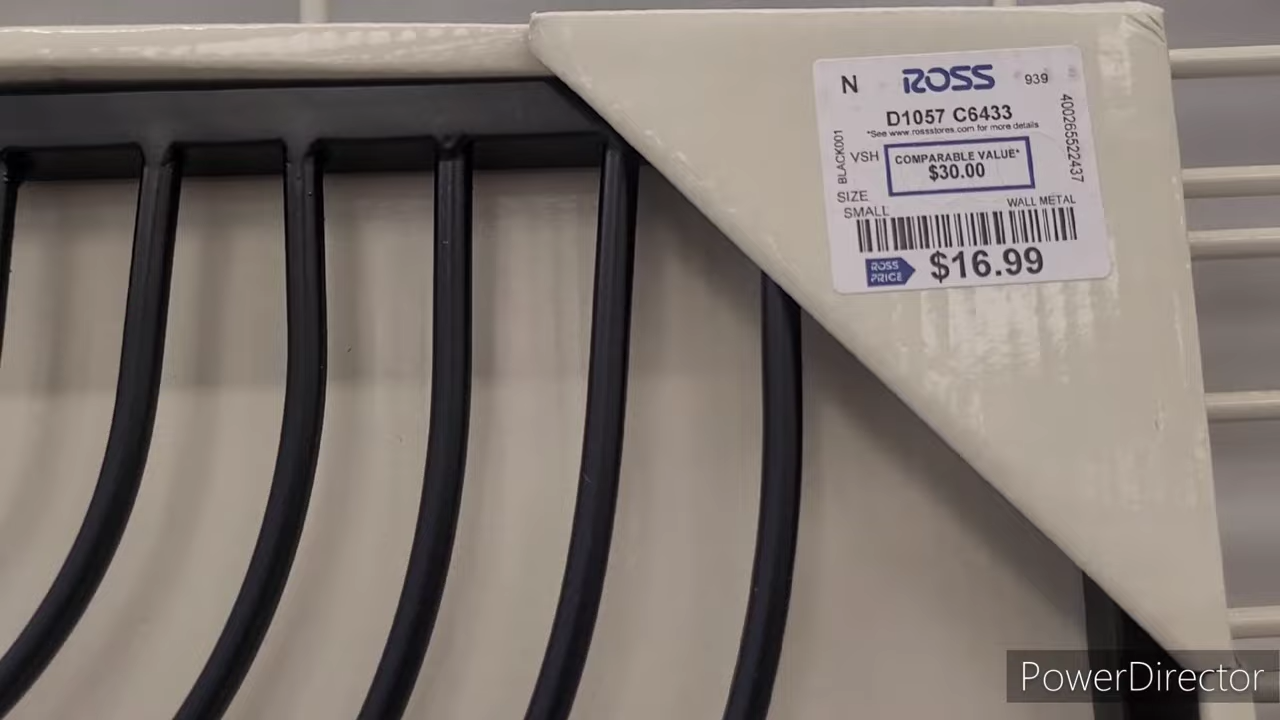 N ROSS 939
D1057 C6433
*See www.rossstores.com for more details
BLACK001
VSH
COMPARABLE VALUE*
$30.00
400265522437
SIZE
SMALL
WALL METAL
ROSS PRICE
$16.99
PowerDirector